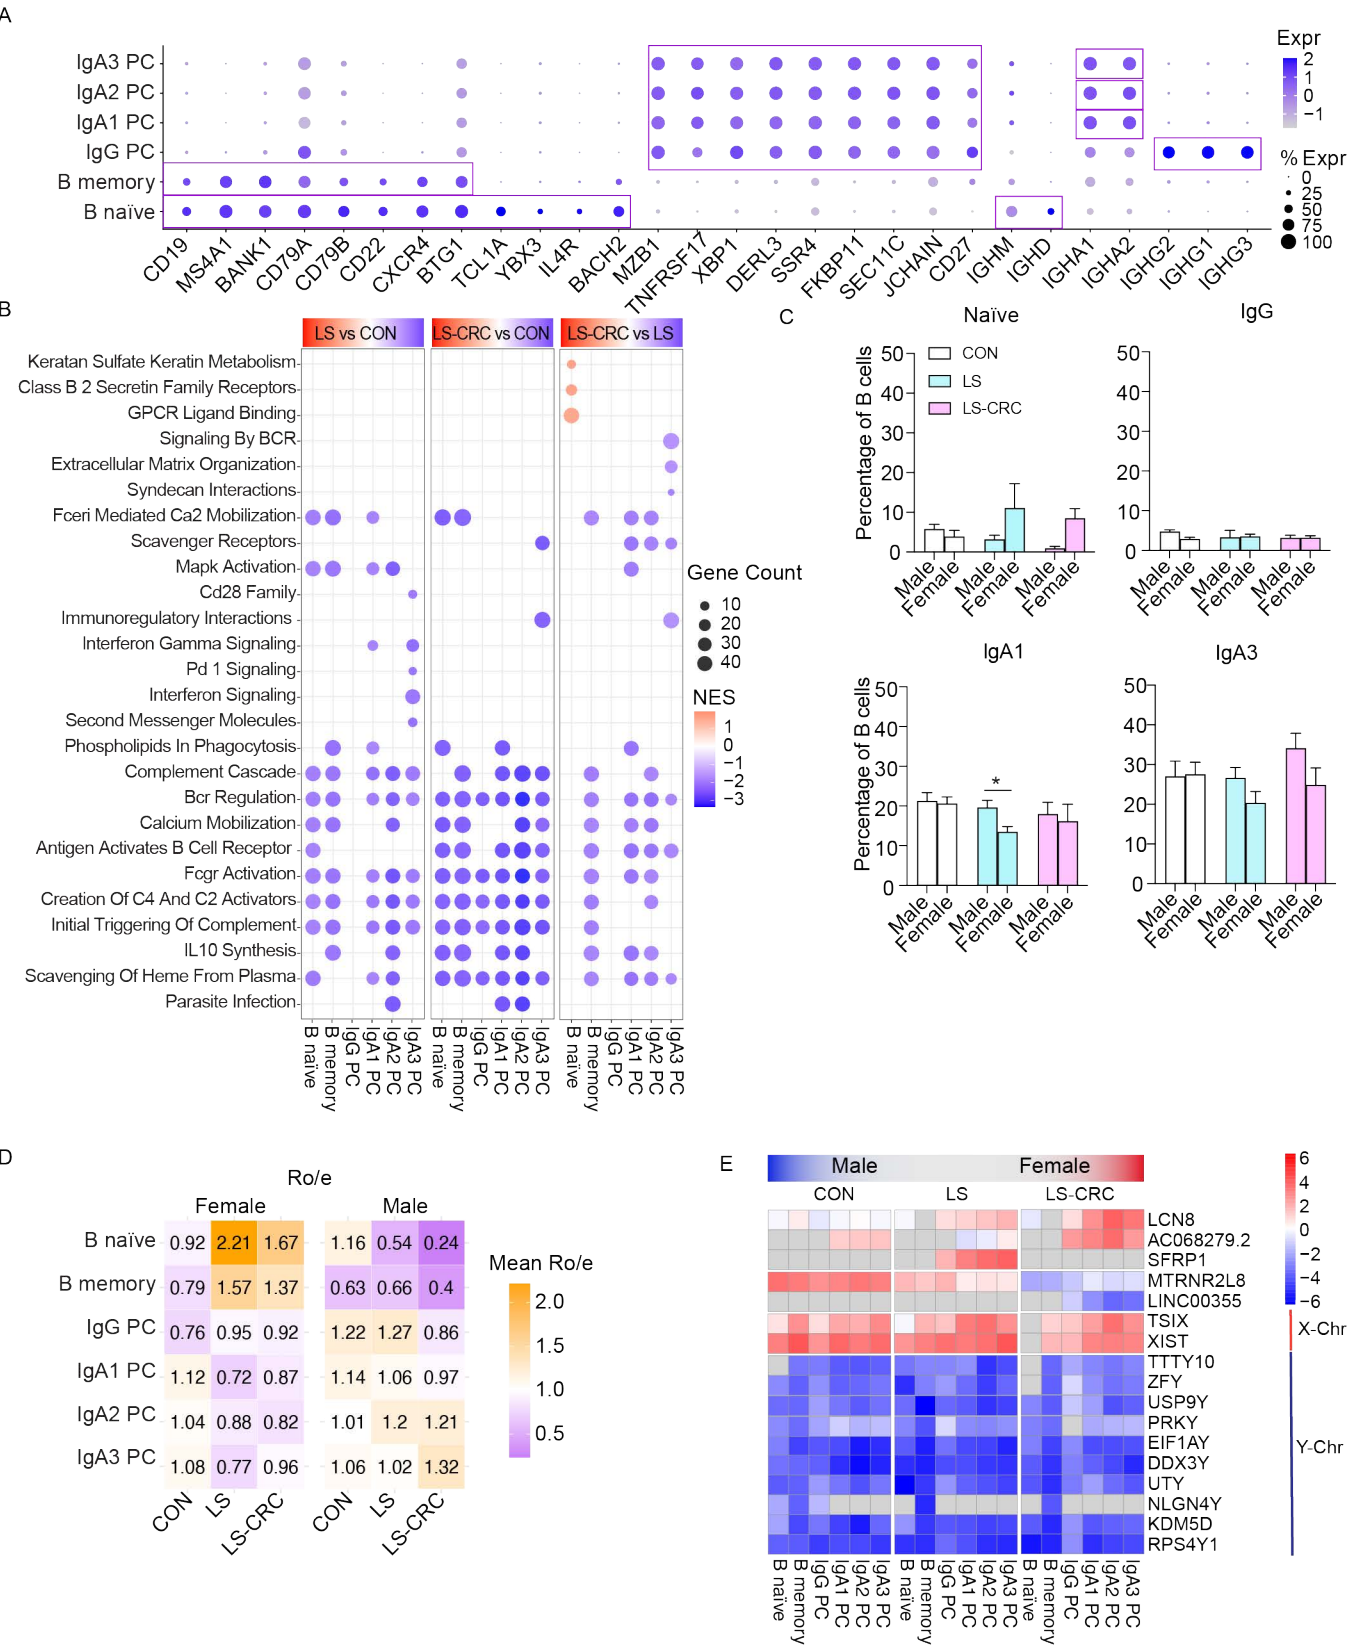 A
IgA3 PC
IgA2 PC
IgA1 PC
IgG PC
B memory
B naïve
CD19
MS4A1
BANK1
CD79A
CD79B
CD22
CXCR4
BTG1
TCL1A
YBX3
IL4R
BACH2
MZB1
TNFRSF17
XBP1
DERL3
SSR4
FKBP11
SEC11C
JCHAIN
CD27
IGHM
IGHD
IGHA1
IGHA2
IGHG2
IGHG1
IGHG3
Expr
2
1
0
−1
% Expr
0
25
50
75
100
B
LS vs CON
LS-CRC vs CON
LS-CRC vs LS
Keratan Sulfate Keratin Metabolism
Class B 2 Secretin Family Receptors
GPCR Ligand Binding
Signaling By BCR
Extracellular Matrix Organization
Syndecan Interactions
Fceri Mediated Ca2 Mobilization
Scavenger Receptors
Mapk Activation
Cd28 Family
Immunoregulatory Interactions
Interferon Gamma Signaling
Pd 1 Signaling
Interferon Signaling
Second Messenger Molecules
Phospholipids In Phagocytosis
Complement Cascade
Bcr Regulation
Calcium Mobilization
Antigen Activates B Cell Receptor
Fcgr Activation
Creation Of C4 And C2 Activators
Initial Triggering Of Complement
IL10 Synthesis
Scavenging Of Heme From Plasma
Parasite Infection
B naïve
B memory
IgG PC
IgA1 PC
IgA2 PC
IgA3 PC
B naïve
B memory
IgG PC
IgA1 PC
IgA2 PC
IgA3 PC
B naïve
B memory
IgG PC
IgA1 PC
IgA2 PC
IgA3 PC
Gene Count
10
20
30
40
NES
1
0
−1
−2
−3
C
Naïve
Percentage of B cells
50
40
30
20
10
0
CON
LS
LS-CRC
Male
Female
Male
Female
Male
Female
IgG
50
40
30
20
10
0
Male
Female
Male
Female
Male
Female
IgA1
Percentage of B cells
50
40
30
20
10
0
*
Male
Female
Male
Female
Male
Female
IgA3
50
40
30
20
10
0
Male
Female
Male
Female
Male
Female
D
Ro/e
Female Male
B naïve 0.92 2.21 1.67 1.16 0.54 0.24
B memory 0.79 1.57 1.37 0.63 0.66 0.4
IgG PC 0.76 0.95 0.92 1.22 1.27 0.86
IgA1 PC 1.12 0.72 0.87 1.14 1.06 0.97
IgA2 PC 1.04 0.88 0.82 1.01 1.2 1.21
IgA3 PC 1.08 0.77 0.96 1.06 1.02 1.32
CON
LS
LS-CRC
CON
LS
LS-CRC
Mean Ro/e
2.0
1.5
1.0
0.5
E
Male Female
CON LS LS-CRC
LCN8
AC068279.2
SFRP1
MTRNR2L8
LINC00355
TSIX
XIST
TTTY10
ZFY
USP9Y
PRKY
EIF1AY
DDX3Y
UTY
NLGN4Y
KDM5D
RPS4Y1
6
4
2
0
−2
−4
−6
X-Chr
Y-Chr
B naïve
B memory
IgG PC
IgA1 PC
IgA2 PC
IgA3 PC
B naïve
B memory
IgG PC
IgA1 PC
IgA2 PC
IgA3 PC
B naïve
B memory
IgG PC
IgA1 PC
IgA2 PC
IgA3 PC